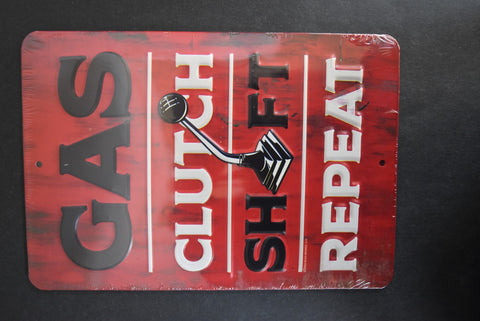 GAS
CLUTCH
SHIFT
REPEAT